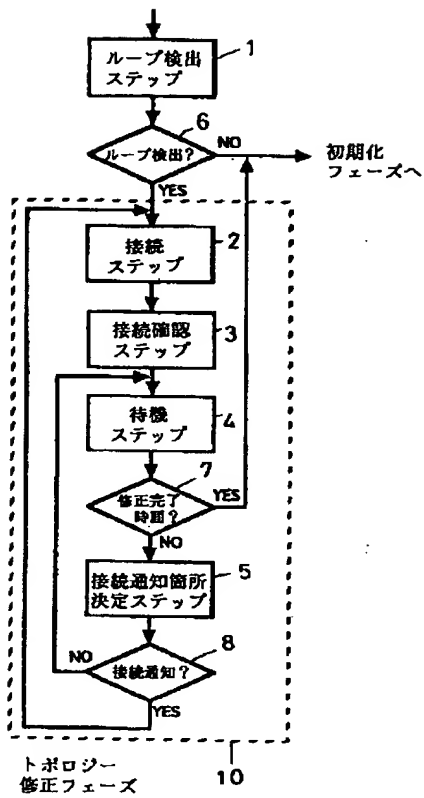 ループ検出
ステップ
1
6
ループ検出?
NO
初期化
フェーズへ
YES
接続
ステップ
2
接続確認
ステップ
3
待機
ステップ
4
7
修正完了
時間?
YES
NO
接続通知箇所
決定ステップ
5
8
接続通知?
NO
YES
トポロジー
修正フェーズ
10